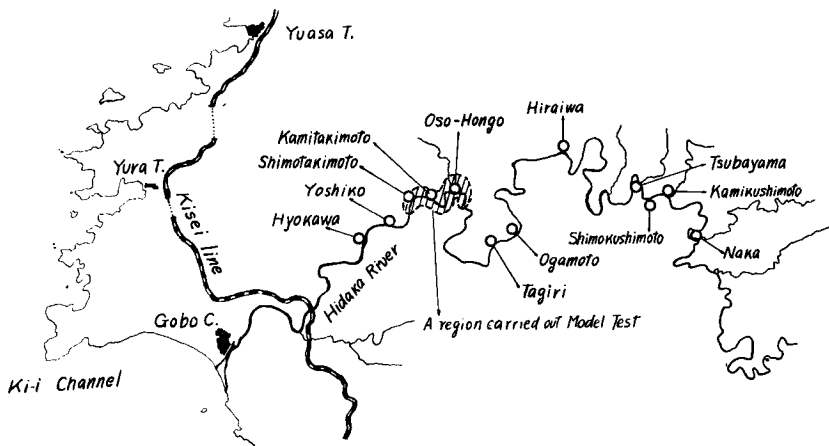 Yuasa T.
Hiraiwa
Oso-Hongo
Kamitakimoto
Shimotakimoto
Tsubayama
Yura T.
Yoshiko
Kamikushimoto
Kisei line
Hyokawa
Shimokushimoto
Naka
Ogamoto
Hidaka River
Tagiri
Gobo C.
A region carried out Model Test
Ki-i Channel